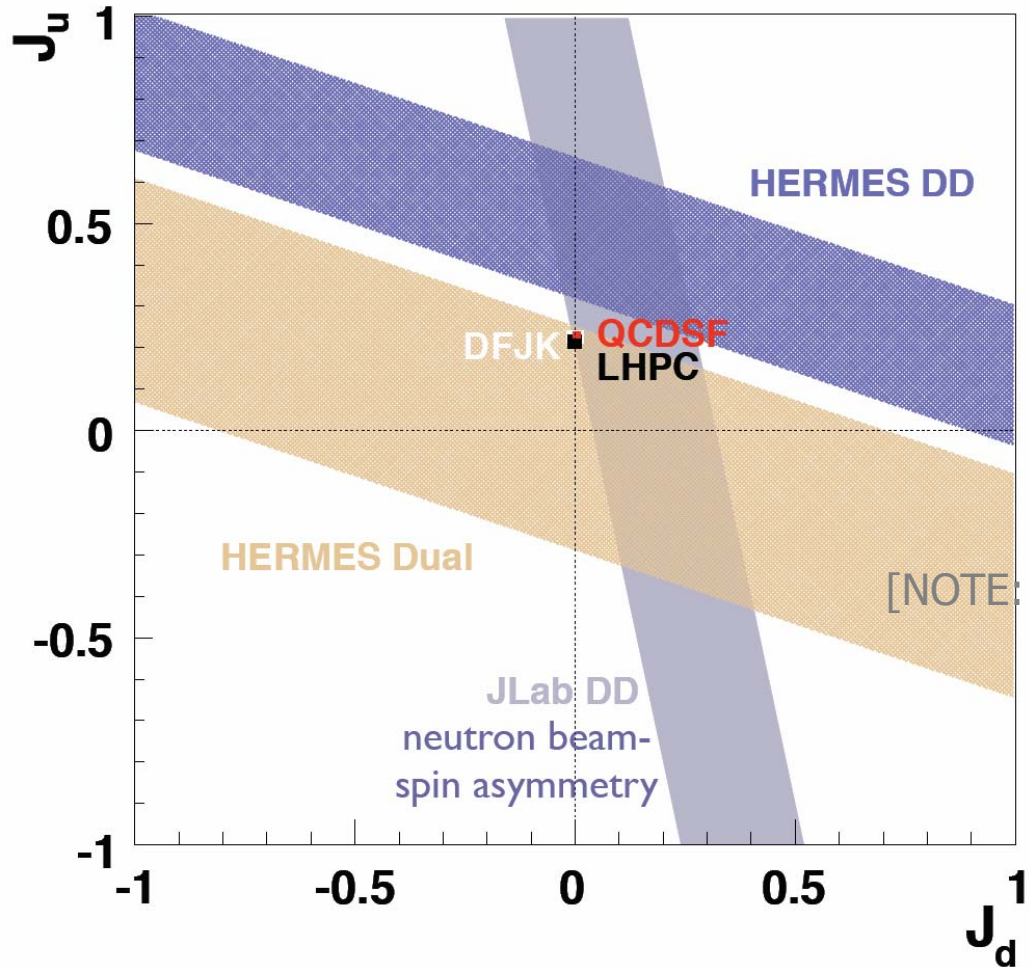 J_u
1
HERMES DD
0.5
DFJK
QCDSF
LHPC
0
HERMES Dual
[NOTE:
-0.5
JLab DD
neutron beam-
spin asymmetry
-1
-1 -0.5 0 0.5 1
J_d